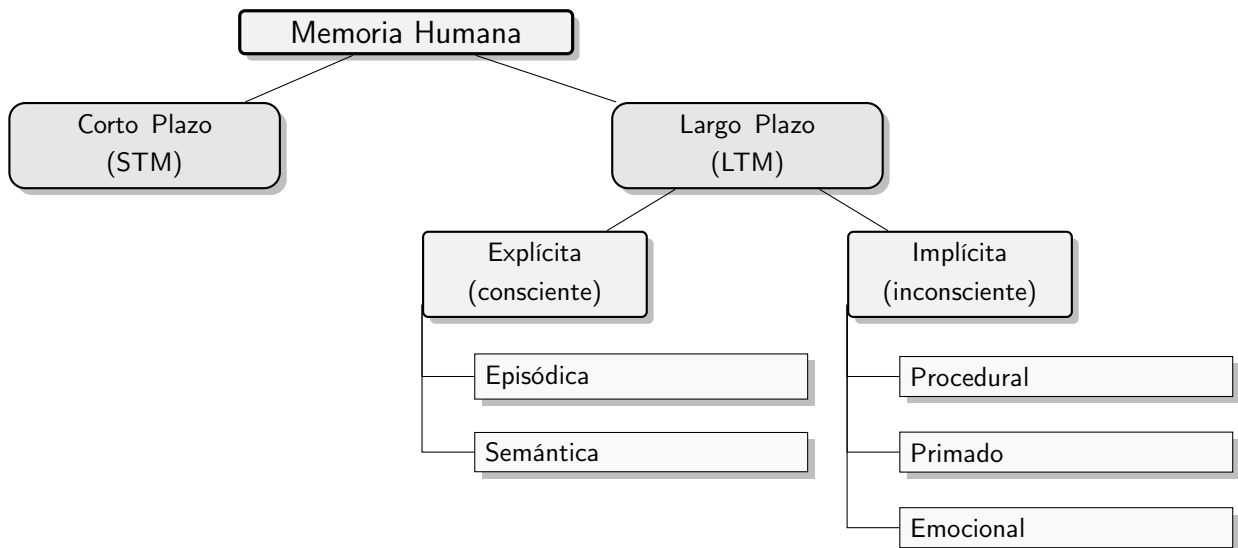 Memoria Humana
Corto Plazo
(STM)
Largo Plazo
(LTM)
Explícita
(consciente)
Implícita
(inconsciente)
Episódica
Semántica
Procedural
Primado
Emocional